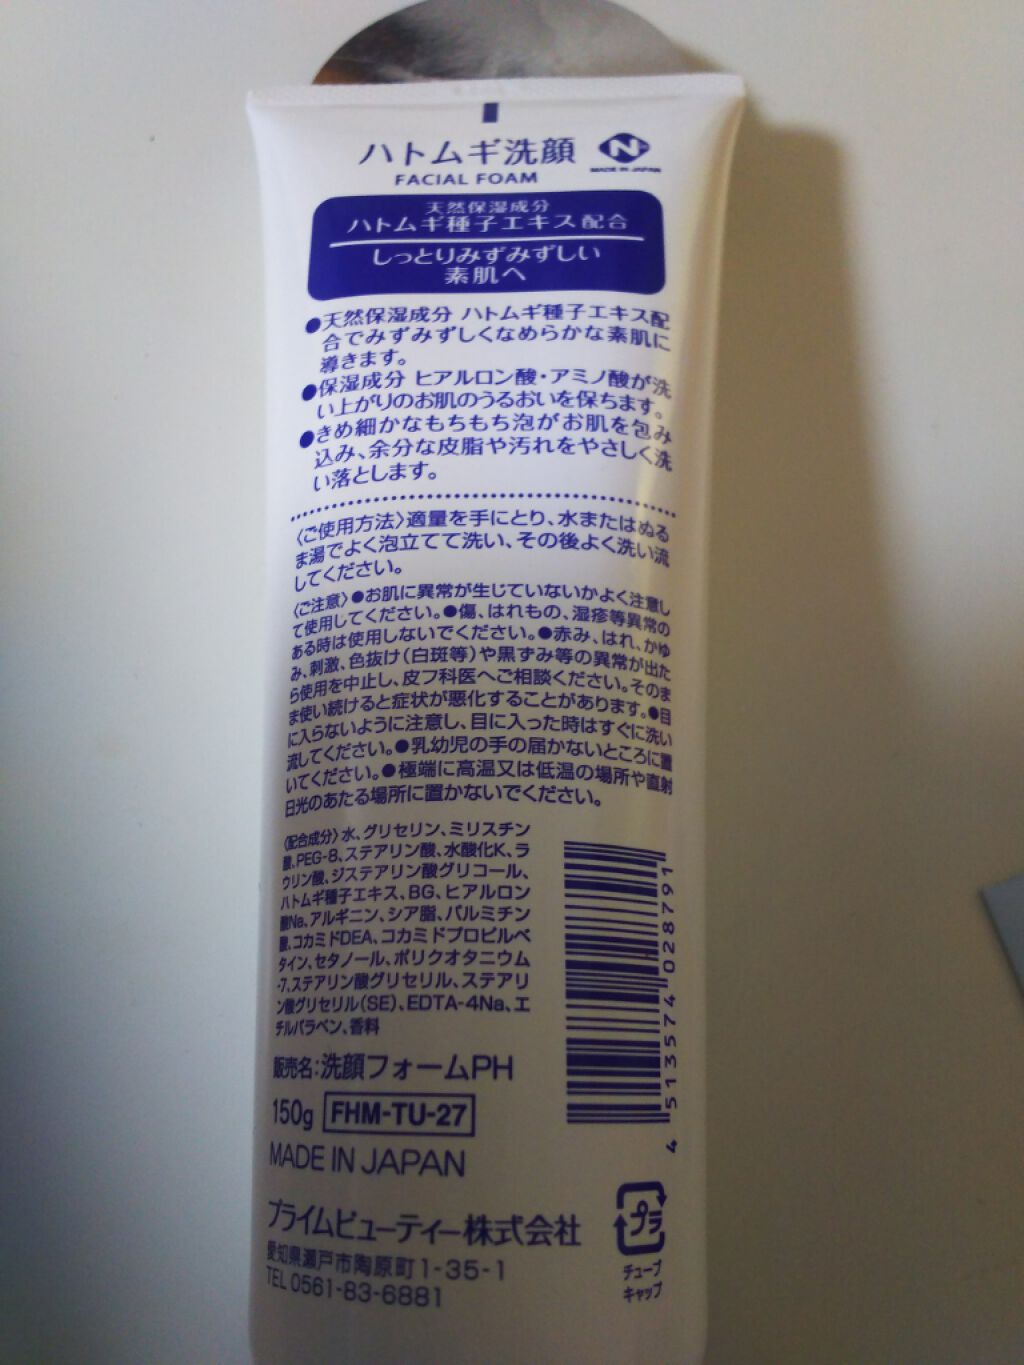 ハトムギ洗顔
FACIAL FOAM
N
MADE IN JAPAN
天然保湿成分
ハトムギ種子エキス配合
しっとりみずみずしい
素肌へ
●天然保湿成分 ハトムギ種子エキス配
合でみずみずしくなめらかな素肌に
導きます。
●保湿成分 ヒアルロン酸・アミノ酸が洗
い上がりのお肌のうるおいを保ちます。
●きめ細かなもちもち泡がお肌を包み
込み、余分な皮脂や汚れをやさしく洗
い落とします。
〈ご使用方法〉適量を手にとり、水またはぬる
ま湯でよく泡立てて洗い、その後よく洗い流
してください。
〈ご注意〉●お肌に異常が生じていないかよく注意し
て使用してください。●傷、はれもの、湿疹等異常の
ある時は使用しないでください。●赤み、はれ、かゆ
み、刺激、色抜け(白斑等)や黒ずみ等の異常が出た
ら使用を中止し、皮フ科医へご相談ください。そのま
ま使い続けると症状が悪化することがあります。●目
に入らないように注意し、目に入った時はすぐに洗い
流してください。●乳幼児の手の届かないところに置
いてください。●極端に高温又は低温の場所や直射
日光のあたる場所に置かないでください。
〈配合成分〉水、グリセリン、ミリスチン
酸、PEG-8、ステアリン酸、水酸化K、ラ
ウリン酸、ジステアリン酸グリコール、
ハトムギ種子エキス、BG、ヒアルロン
酸Na、アルギニン、シア脂、パルミチン
酸、コカミドDEA、コカミドプロピルベ
タイン、セタノール、ポリクオタニウム
-7、ステアリン酸グリセリル、ステアリ
ン酸グリセリル(SE)、EDTA-4Na、エ
チルパラベン、香料
販売名:洗顔フォームPH
150g FHM-TU-27
MADE IN JAPAN
プライムビューティー株式会社
愛知県瀬戸市陶原町1-35-1
TEL 0561-83-6881
4 513574 028791
プラ
チューブ
キャップ